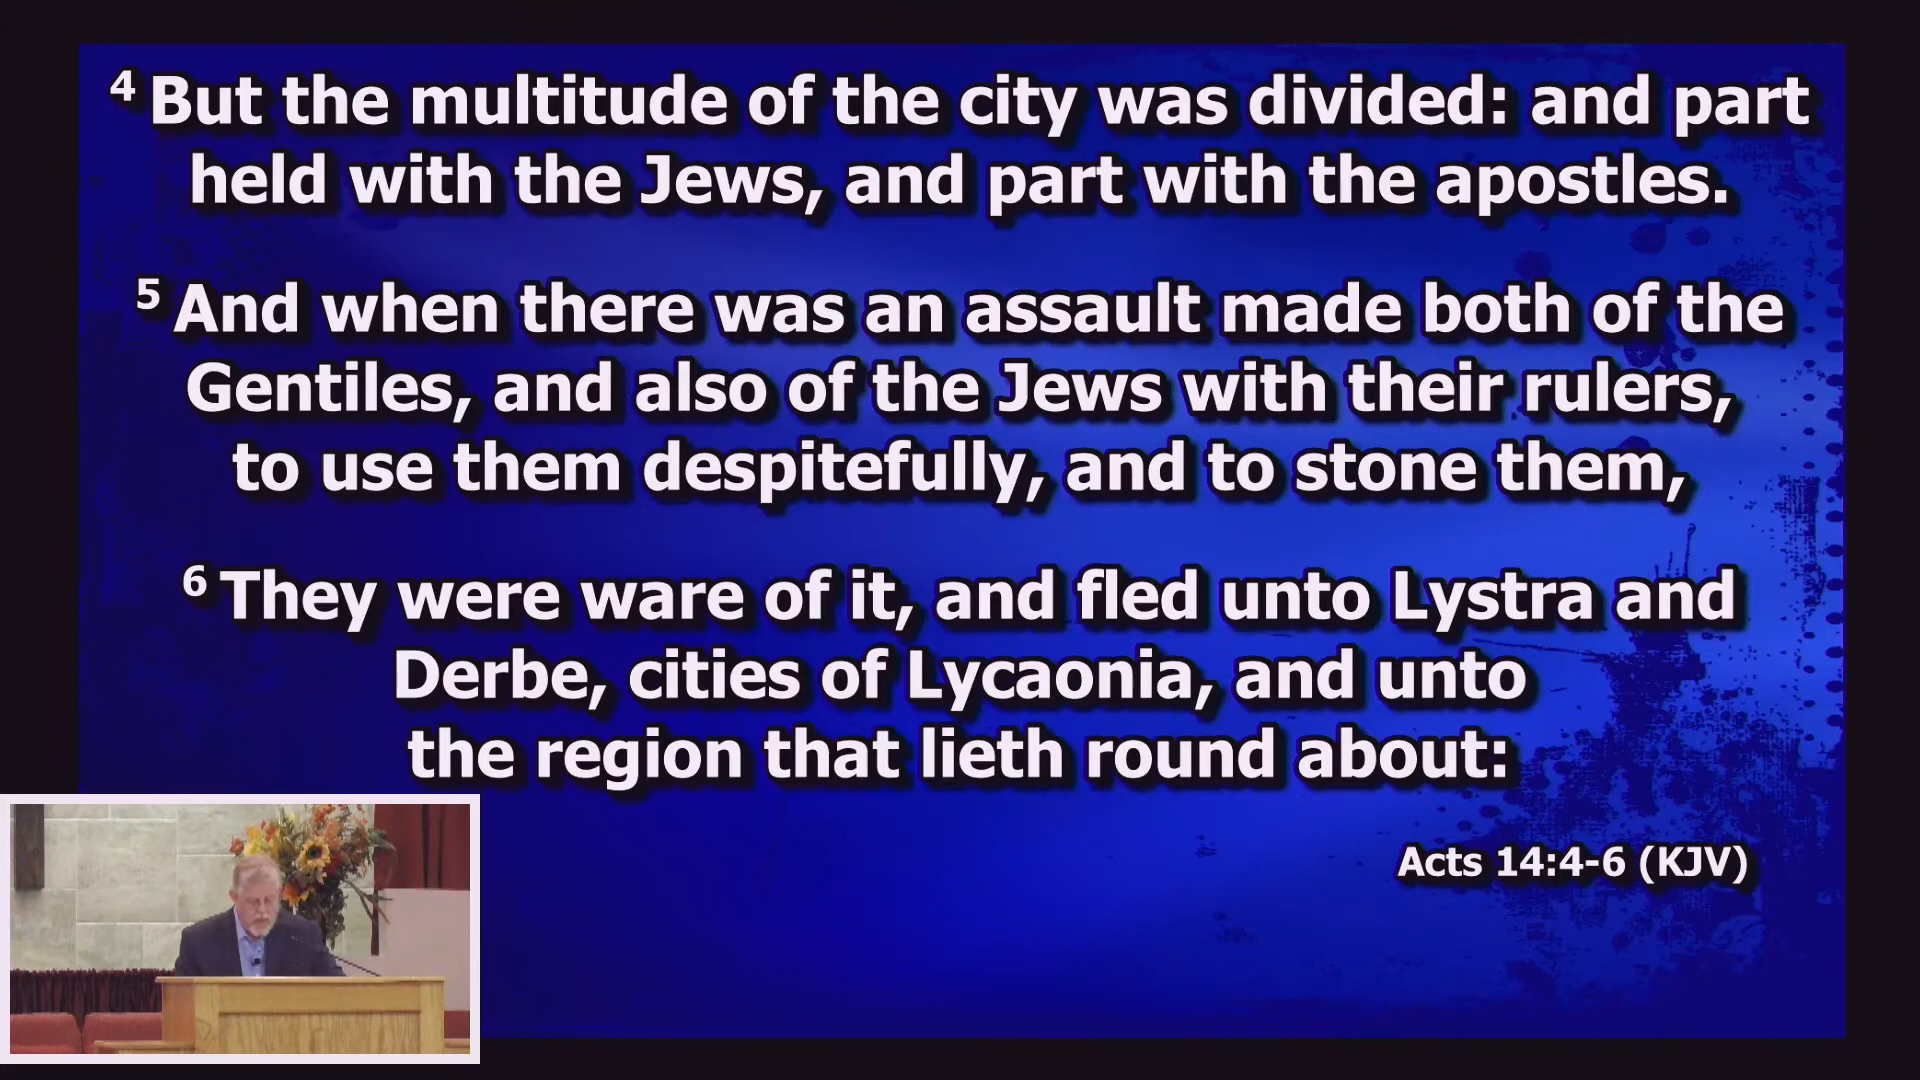 4 But the multitude of the city was divided: and part
held with the Jews, and part with the apostles.
5 And when there was an assault made both of the
Gentiles, and also of the Jews with their rulers,
to use them despitefully, and to stone them,
6 They were ware of it, and fled unto Lystra and
Derbe, cities of Lycaonia, and unto
the region that lieth round about:
Acts 14:4-6 (KJV)